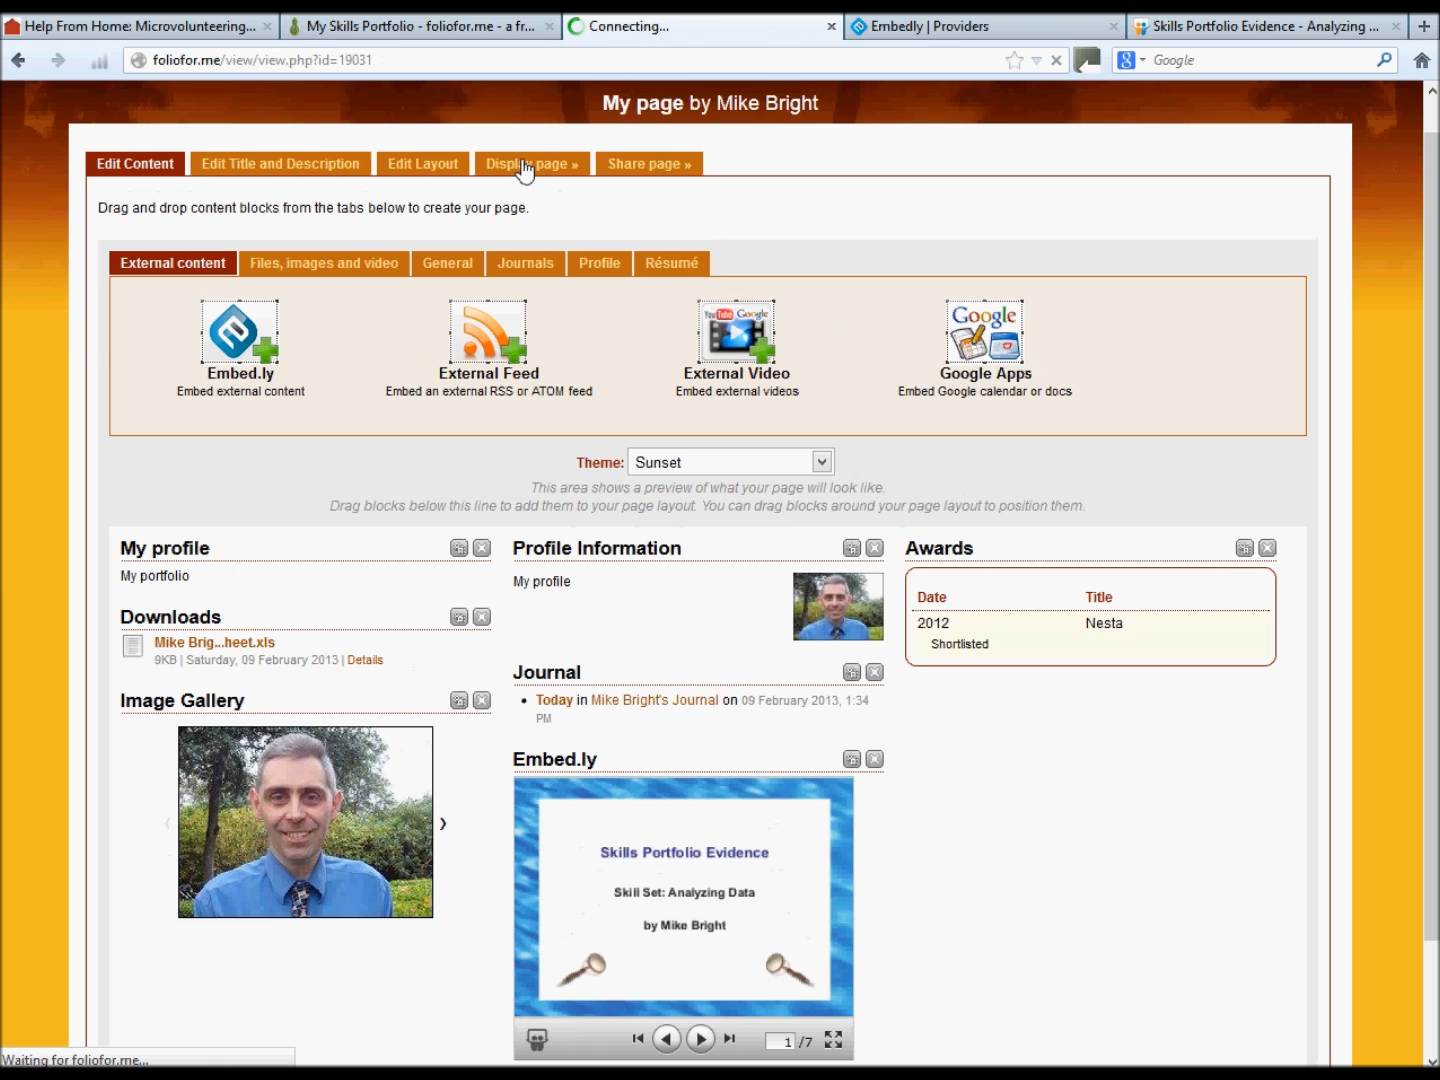 Help From Home: Microvolunteering...
My Skills Portfolio - foliofor.me - a fr...
Connecting...
Embedly | Providers
Skills Portfolio Evidence - Analyzing ...
foliofor.me/view/view.php?id=19031
Google
My page by Mike Bright
Edit Content
Edit Title and Description
Edit Layout
Display page »
Share page »
Drag and drop content blocks from the tabs below to create your page.
External content
Files, images and video
General
Journals
Profile
Résumé
You Tube Google
Google
Embed.ly
External Feed
External Video
Google Apps
Embed external content
Embed an external RSS or ATOM feed
Embed external videos
Embed Google calendar or docs
Theme: Sunset
This area shows a preview of what your page will look like.
Drag blocks below this line to add them to your page layout. You can drag blocks around your page layout to position them.
My profile
My portfolio
Downloads
Mike Brig...heet.xls
9KB | Saturday, 09 February 2013 | Details
Image Gallery
Profile Information
My profile
Journal
Today in Mike Bright's Journal on 09 February 2013, 1:34
PM
Embed.ly
Skills Portfolio Evidence
Skill Set: Analyzing Data
by Mike Bright
1 /7
Awards
Date Title
2012 Nesta
Shortlisted
Waiting for foliofor.me...